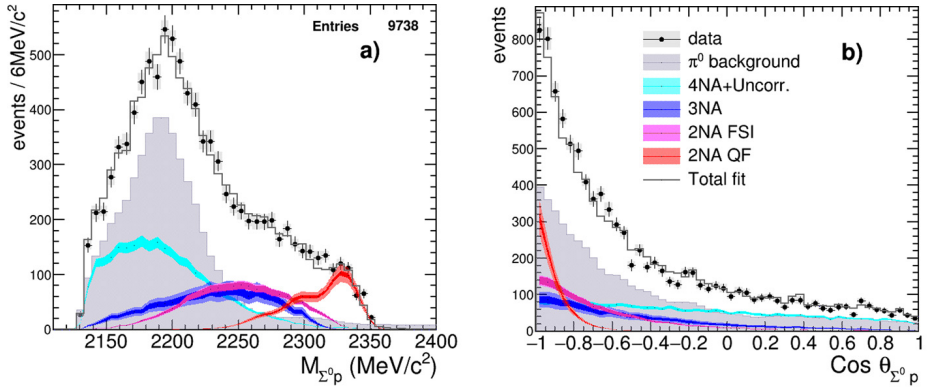 Entries 9738
a)
events / 6MeV/c²
500
400
300
200
100
0
2150 2200 2250 2300 2350 2400
M_Σ⁰p (MeV/c²)
b)
events
800
700
600
500
400
300
200
100
0
data
π⁰ background
4NA+Uncorr.
3NA
2NA FSI
2NA QF
Total fit
−1 −0.8 −0.6 −0.4 −0.2 0 0.2 0.4 0.6 0.8 1
Cos θ_Σ⁰p